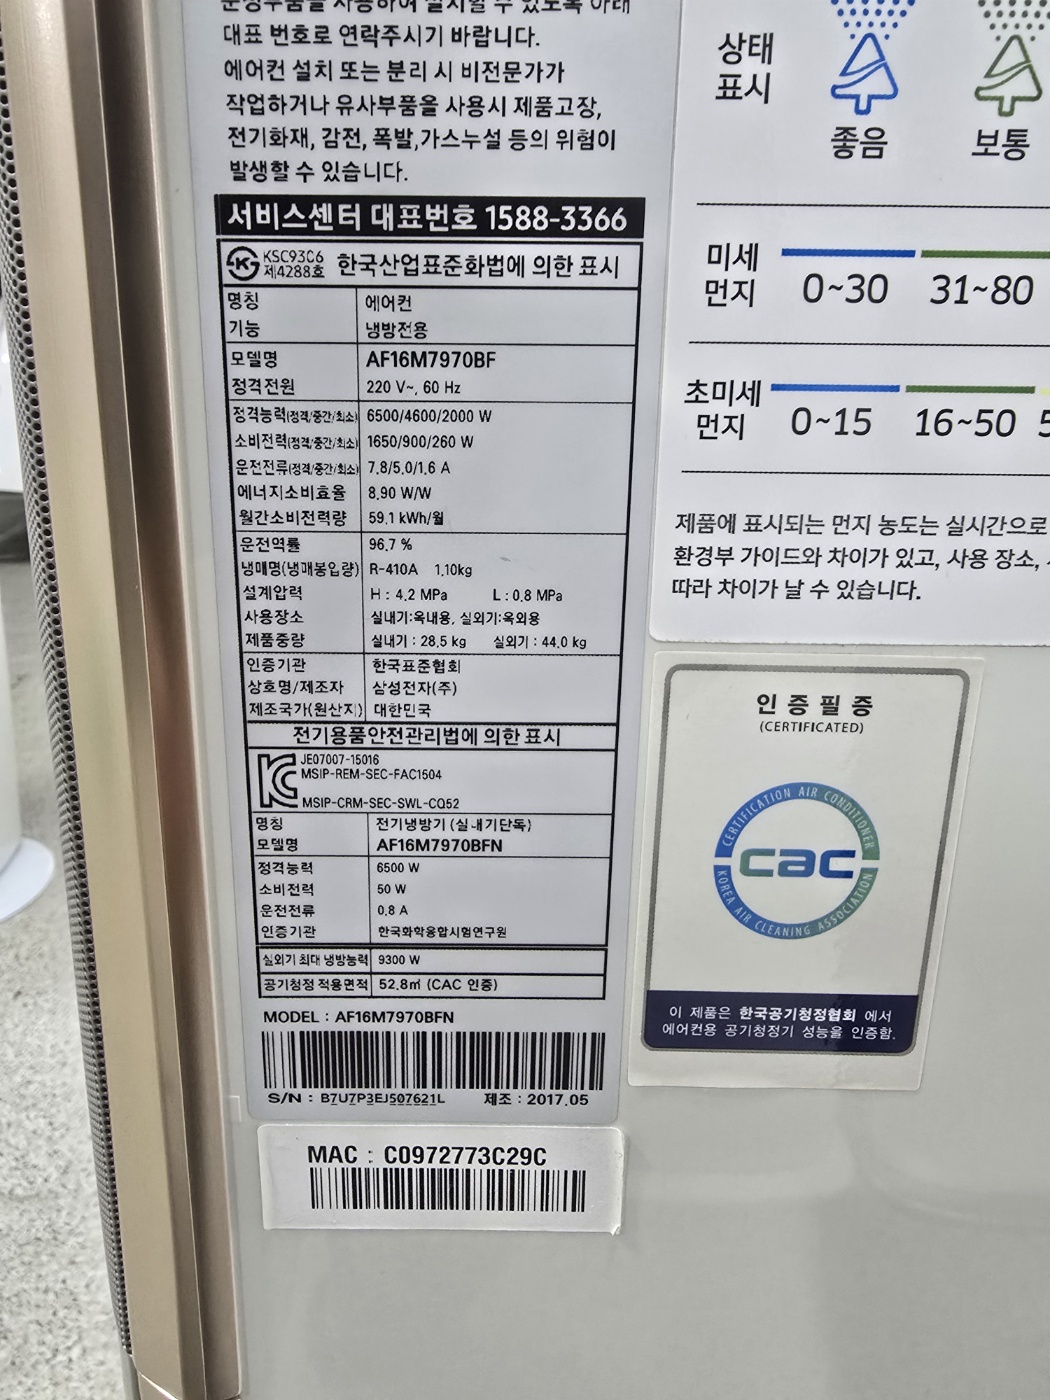 대표 번호로 연락주시기 바랍니다.
에어컨 설치 또는 분리 시 비전문가가
작업하거나 유사부품을 사용시 제품고장,
전기화재, 감전, 폭발,가스누설 등의 위험이
발생할 수 있습니다.
서비스센터 대표번호 1588-3366
KSC9306
제4288호
한국산업표준화법에 의한 표시
명칭 에어컨
기능 냉방전용
모델명 AF16M7970BF
정격전원 220 V~, 60 Hz
정격능력(정격/중간/최소) 6500/4600/2000 W
소비전력(정격/중간/최소) 1650/900/260 W
운전전류(정격/중간/최소) 7.8/5.0/1.6 A
에너지소비효율 8.90 W/W
월간소비전력량 59.1 kWh/월
운전역률 96.7 %
냉매명(냉매봉입량) R-410A 1.10kg
설계압력 H : 4.2 MPa L : 0.8 MPa
사용장소 실내기:옥내용, 실외기:옥외용
제품중량 실내기 : 28.5 kg 실외기 : 44.0 kg
인증기관 한국표준협회
상호명/제조자 삼성전자(주)
제조국가(원산지) 대한민국
전기용품안전관리법에 의한 표시
JE07007-15016
MSIP-REM-SEC-FAC1504
MSIP-CRM-SEC-SWL-CQ52
명칭 전기냉방기 (실내기단독)
모델명 AF16M7970BFN
정격능력 6500 W
소비전력 50 W
운전전류 0.8 A
인증기관 한국화학융합시험연구원
실외기 최대 냉방능력 9300 W
공기청정 적용면적 52.8㎡ (CAC 인증)
MODEL : AF16M7970BFN
S/N : B7U7P3EJ507621L 제조 : 2017.05
MAC : C0972773C29C
상태
표시
좋음 보통
미세
먼지
0~30 31~80
초미세
먼지
0~15 16~50
제품에 표시되는 먼지 농도는 실시간으로
환경부 가이드와 차이가 있고, 사용 장소,
따라 차이가 날 수 있습니다.
인증필증
(CERTIFICATED)
CERTIFICATION AIR CONDITIONER
cac
KOREA AIR CLEANING ASSOCIATION
이 제품은 한국공기청정협회 에서
에어컨용 공기청정기 성능을 인증함.